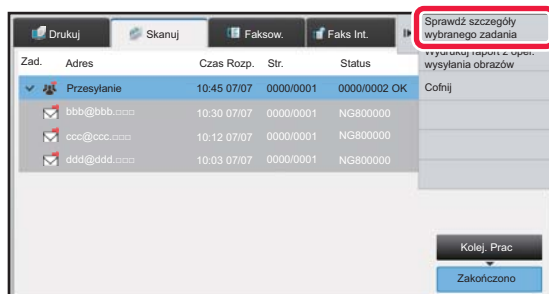 Drukuj Skanuj Faksow. Faks Int.
Sprawdź szczegóły
wybranego zadania
Wydrukuj raport z oper.
wysyłania obrazów
Cofnij
Zad. Adres Czas Rozp. Str. Status
Przesyłanie 10:45 07/07 0000/0001 0000/0002 OK
bbb@bbb.□□□ 10:30 07/07 0000/0001 NG800000
ccc@ccc.□□□ 10:12 07/07 0000/0001 NG800000
ddd@ddd.□□□ 10:03 07/07 0000/0001 NG800000
Kolej. Prac
Zakończono